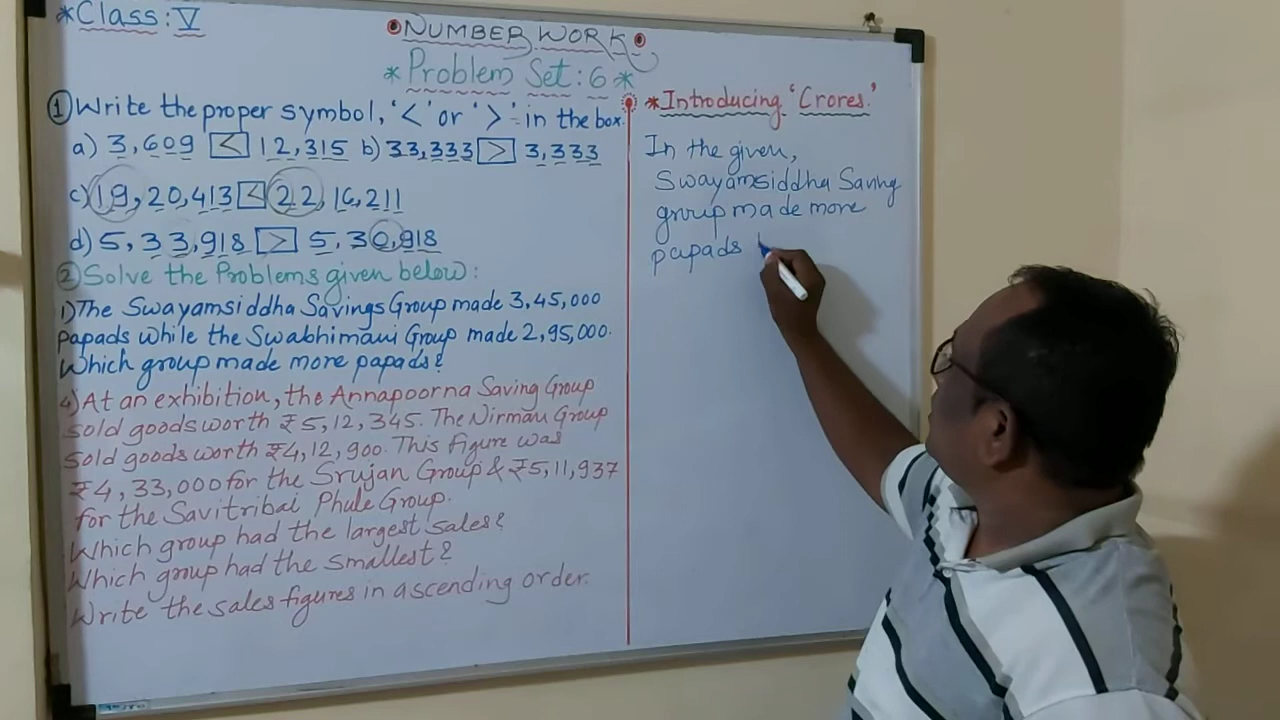 *Class: V
NUMBER WORK
*Problem Set: 6*
① Write the proper symbol, '<' or '>' in the box.
a) 3,609 < 12,315 b) 33,333 > 3,333
c) 19,20,413 < 22,16,211
d) 5,33,918 > 5,30,918
② Solve the Problems given below:
1) The Swayamsiddha Savings Group made 3,45,000
papads while the Swabhimani Group made 2,95,000.
Which group made more papads?
4) At an exhibition, the Annapoorna Saving Group
sold goods worth ₹5,12,345. The Nirman Group
sold goods worth ₹4,12,900. This figure was
₹4,33,000 for the Srujan Group & ₹5,11,937
for the Savitribai Phule Group.
Which group had the largest sales?
Which group had the smallest?
Write the sales figures in ascending order.
*Introducing 'Crores.'
In the given,
Swayamsiddha Saving
group made more
papads